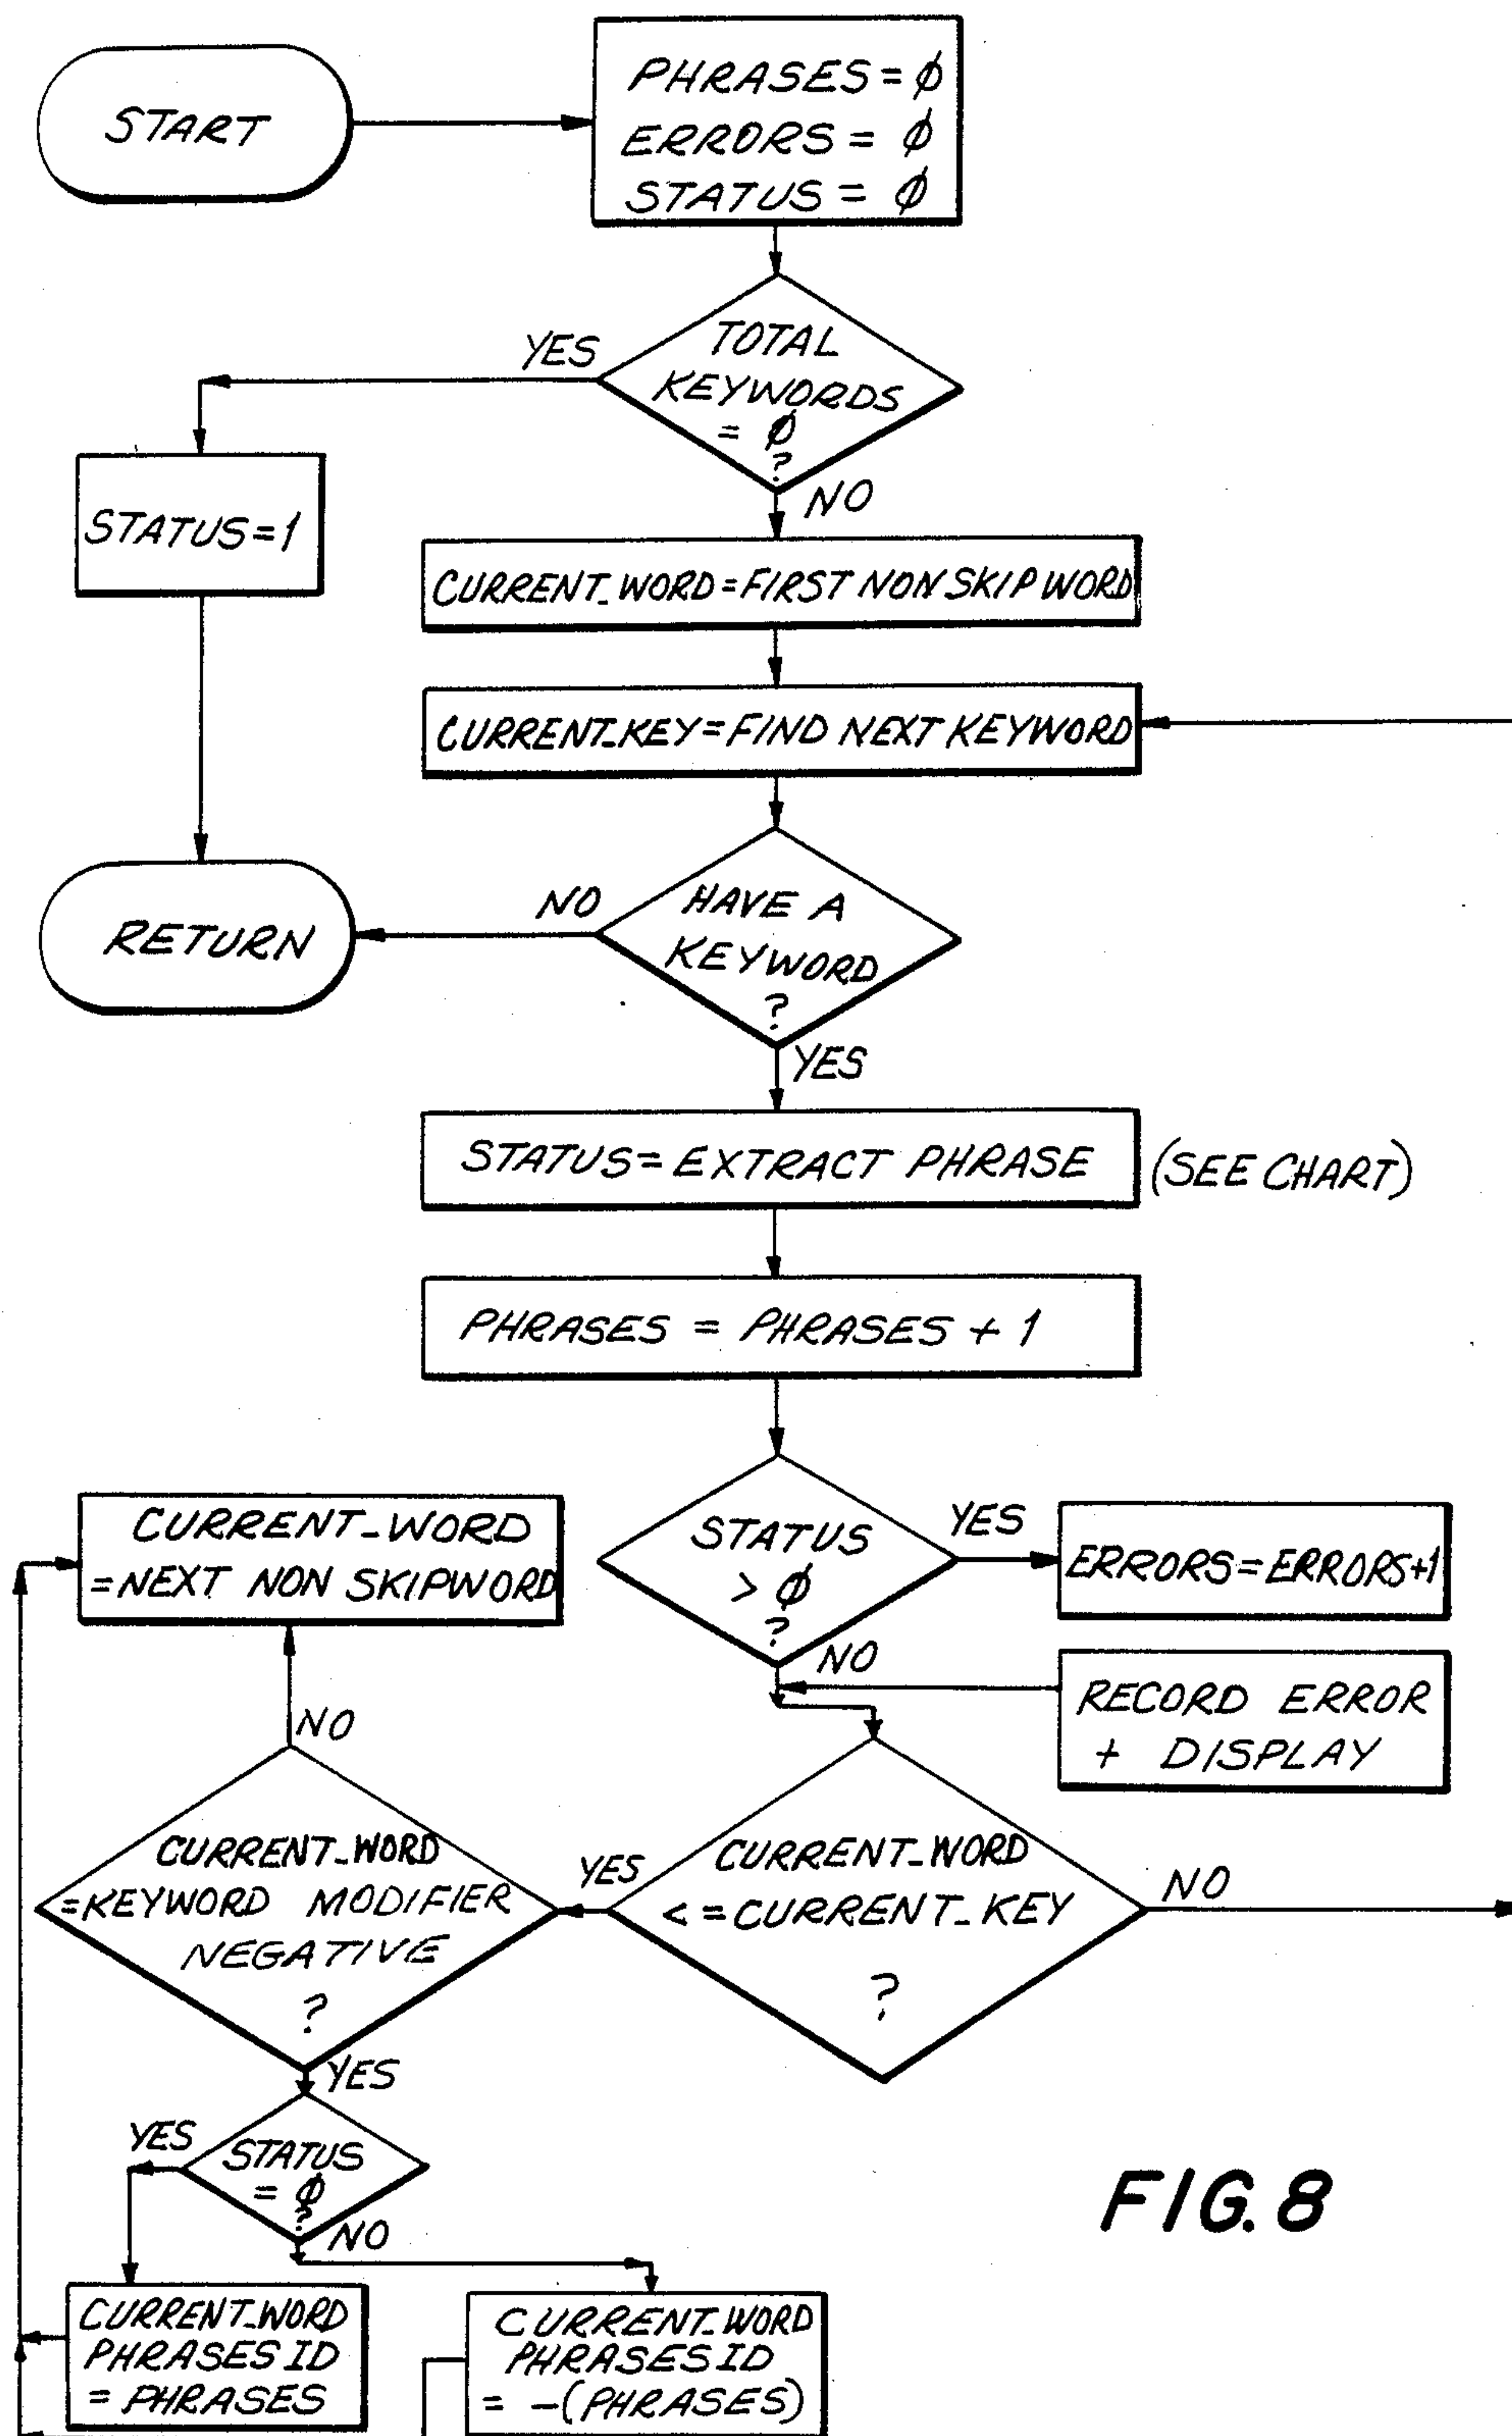 START
PHRASES = ϕ
ERRORS = ϕ
STATUS = ϕ
TOTAL
KEYWORDS
= ϕ
?
YES
NO
STATUS=1
CURRENT_WORD=FIRST NON SKIP WORD
CURRENT_KEY=FIND NEXT KEYWORD
HAVE A
KEYWORD
?
NO
YES
RETURN
STATUS=EXTRACT PHRASE
(SEE CHART)
PHRASES = PHRASES + 1
STATUS
> ϕ
?
YES
NO
ERRORS=ERRORS+1
RECORD ERROR
+ DISPLAY
CURRENT_WORD
=NEXT NON SKIPWORD
NO
CURRENT_WORD
=KEYWORD MODIFIER
NEGATIVE
?
YES
CURRENT_WORD
<=CURRENT_KEY
?
NO
YES
YES
STATUS
= ϕ
?
NO
CURRENT_WORD
PHRASES ID
= PHRASES
CURRENT_WORD
PHRASES ID
= -(PHRASES)
FIG. 8